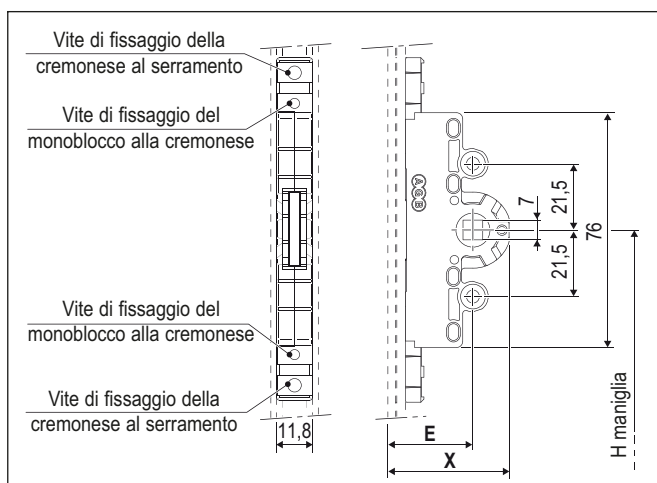 Vite di fissaggio della
cremonese al serramento
Vite di fissaggio del
monoblocco alla cremonese
Vite di fissaggio del
monoblocco alla cremonese
Vite di fissaggio della
cremonese al serramento
11,8
AGB
7
21,5
21,5
76
H maniglia
E
X